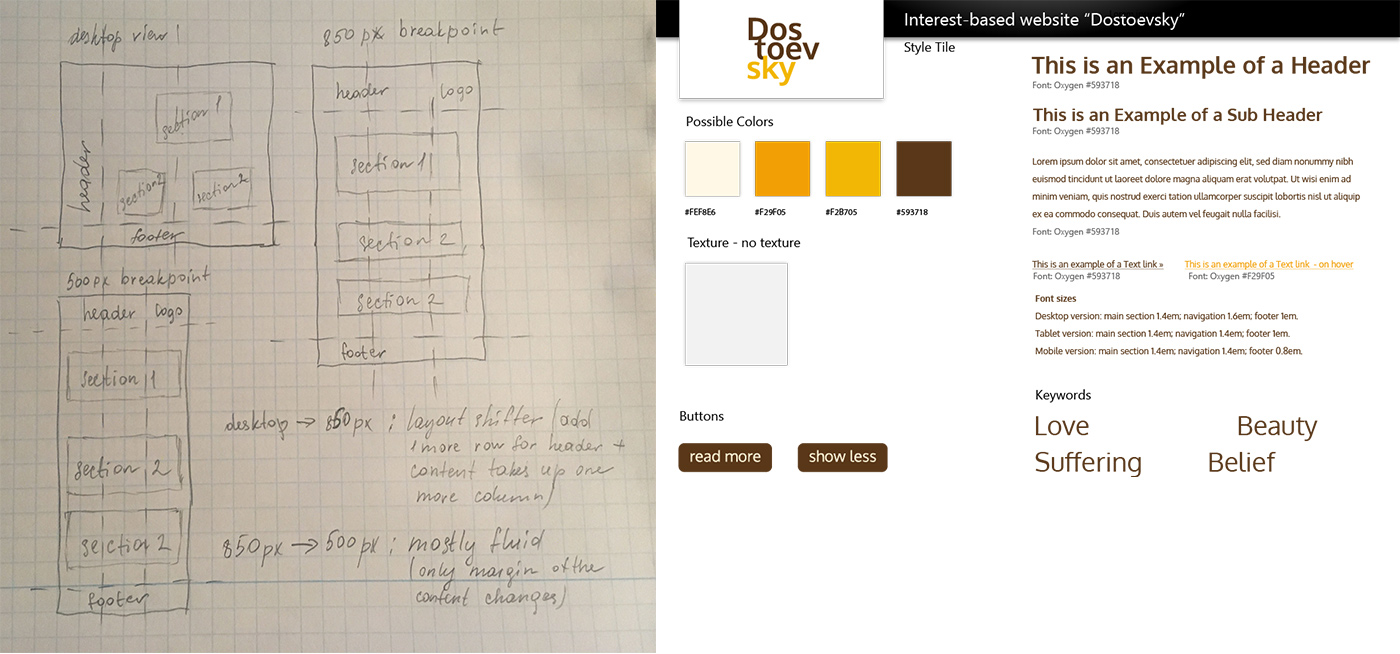 desktop view
header
section 1
section 2
section 2
footer
850 px breakpoint
header logo
section 1
section 2
section 2
footer
500px breakpoint
header logo
section 1
section 2
section 2
footer
desktop → 850px : layout shifter (add
1 more row for header +
content takes up one
more column)
850px → 500px : mostly fluid
(only margin of the
content changes)
Dos
toev
sky
Interest-based website “Dostoevsky”
Style Tile
Possible Colors
#FEF8E6 #F29F05 #F2B705 #593718
Texture - no texture
Buttons
read more show less
This is an Example of a Header
Font: Oxygen #593718
This is an Example of a Sub Header
Font: Oxygen #593718
Lorem ipsum dolor sit amet, consectetuer adipiscing elit, sed diam nonummy nibh
euismod tincidunt ut laoreet dolore magna aliquam erat volutpat. Ut wisi enim ad
minim veniam, quis nostrud exerci tation ullamcorper suscipit lobortis nisl ut aliquip
ex ea commodo consequat. Duis autem vel feugait nulla facilisi.
Font: Oxygen #593718
This is an example of a Text link » This is an example of a Text link - on hover
Font: Oxygen #593718 Font: Oxygen #F29F05
Font sizes
Desktop version: main section 1.4em; navigation 1.6em; footer 1em.
Tablet version: main section 1.4em; navigation 1.4em; footer 1em.
Mobile version: main section 1.4em; navigation 1.4em; footer 0.8em.
Keywords
Love Beauty
Suffering Belief